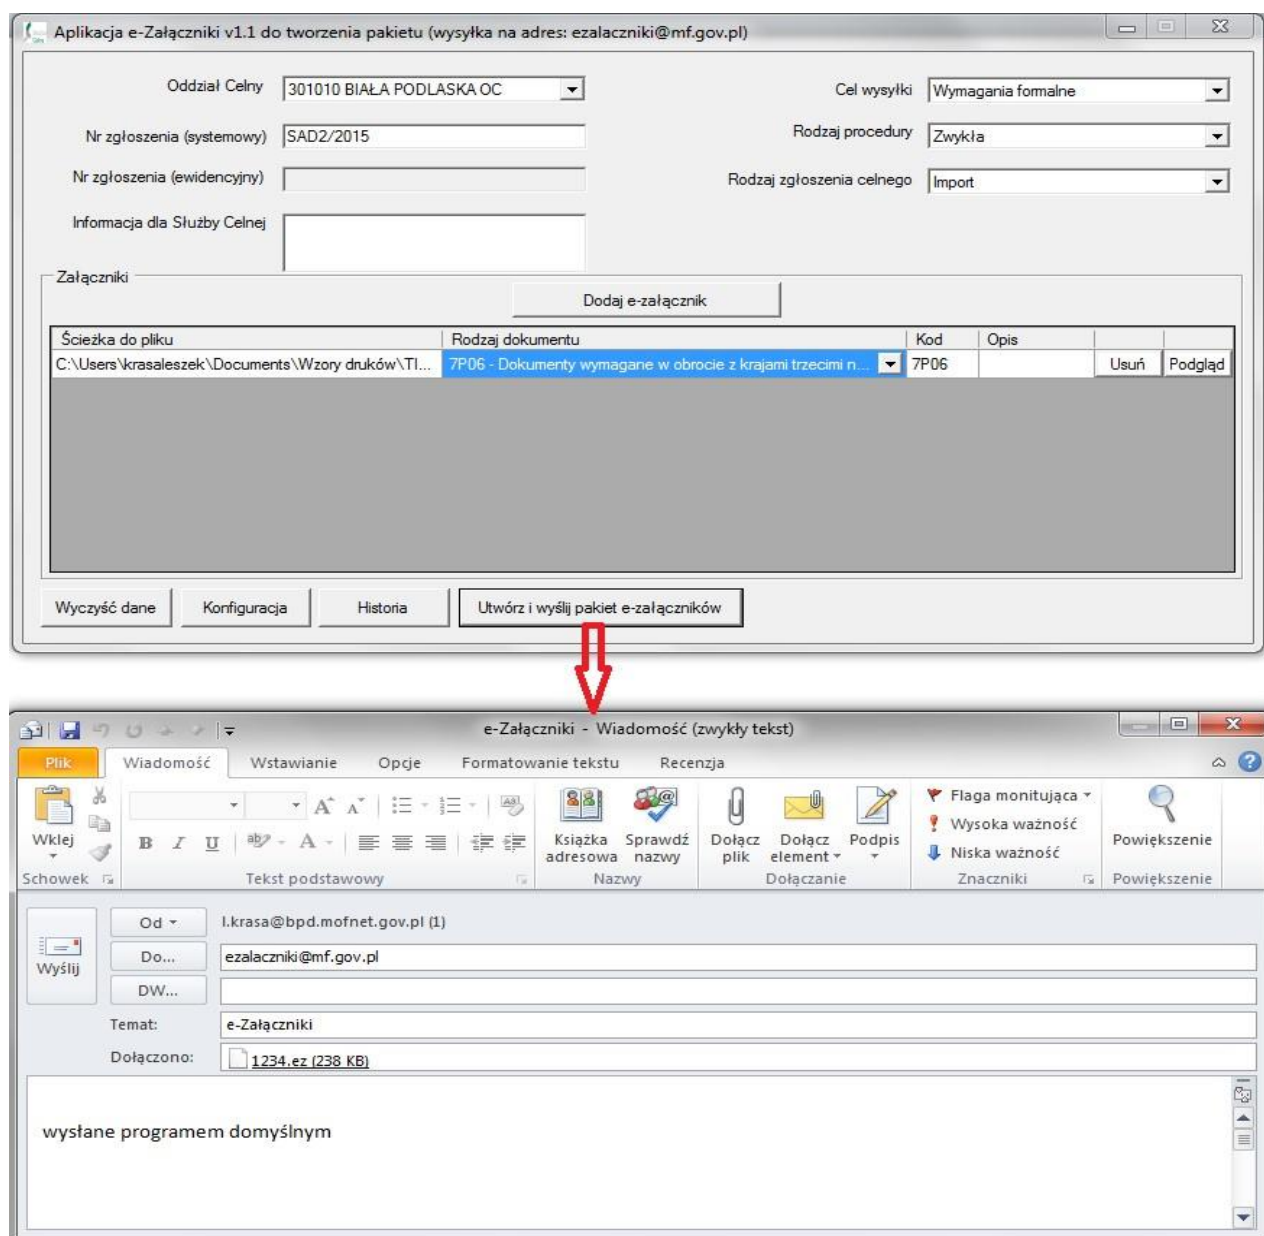 Aplikacja e-Załączniki v1.1 do tworzenia pakietu (wysyłka na adres: ezalaczniki@mf.gov.pl)
Oddział Celny 301010 BIAŁA PODLASKA OC Cel wysyłki Wymagania formalne
Nr zgłoszenia (systemowy) SAD2/2015 Rodzaj procedury Zwykła
Nr zgłoszenia (ewidencyjny) Rodzaj zgłoszenia celnego Import
Informacja dla Służby Celnej
Załączniki
Dodaj e-załącznik
Ścieżka do pliku Rodzaj dokumentu Kod Opis
C:\Users\krasaleszek\Documents\Wzory druków\TI... 7P06 - Dokumenty wymagane w obrocie z krajami trzecimi n... 7P06 Usuń Podgląd
Wyczyść dane Konfiguracja Historia Utwórz i wyślij pakiet e-załączników
e-Załączniki - Wiadomość (zwykły tekst)
Plik Wiadomość Wstawianie Opcje Formatowanie tekstu Recenzja
Wklej
B I U
Książka adresowa
Sprawdź nazwy
Dołącz plik
Dołącz element
Podpis
Flaga monitująca
Wysoka ważność
Niska ważność
Powiększenie
Schowek Tekst podstawowy Nazwy Dołączanie Znaczniki Powiększenie
Wyślij
Od l.krasa@bpd.mofnet.gov.pl (1)
Do... ezalaczniki@mf.gov.pl
DW...
Temat: e-Załączniki
Dołączono: 1234.ez (238 KB)
wysłane programem domyślnym